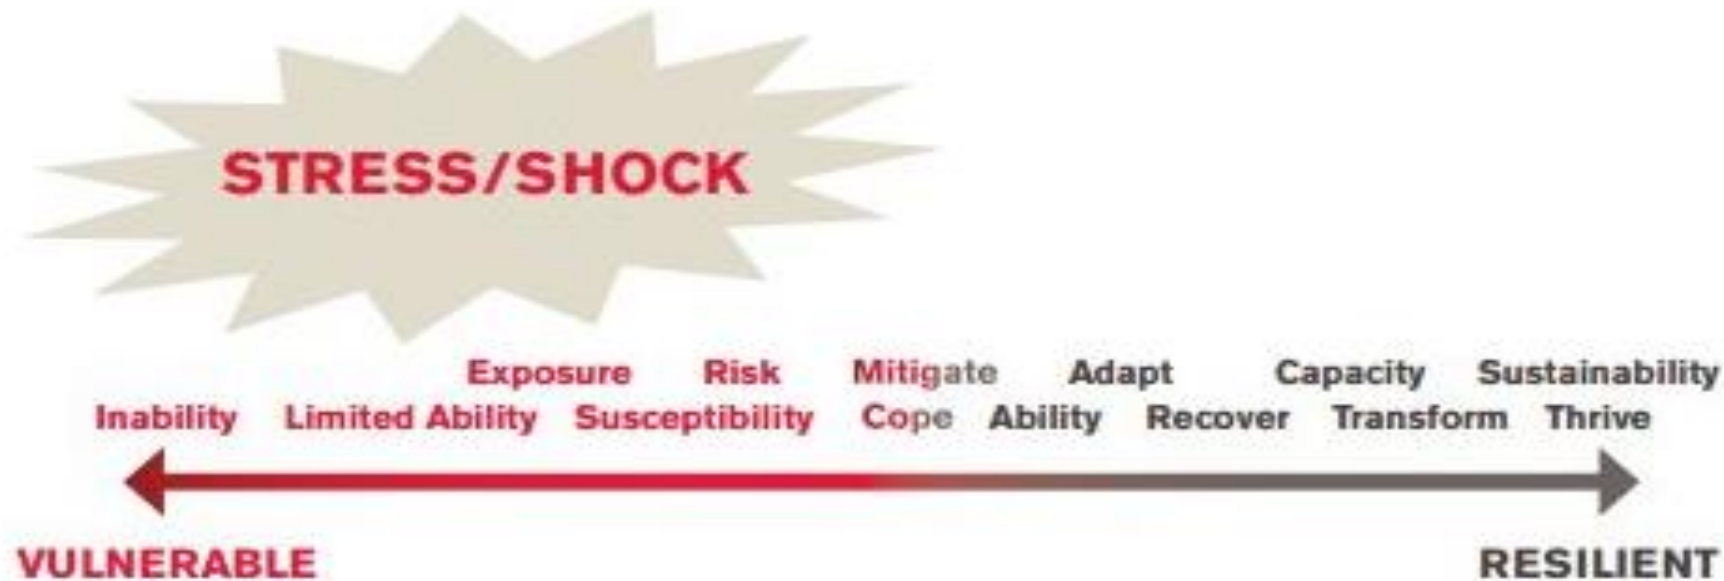 STRESS/SHOCK
Exposure Risk Mitigate Adapt Capacity Sustainability
Inability Limited Ability Susceptibility Cope Ability Recover Transform Thrive
VULNERABLE RESILIENT